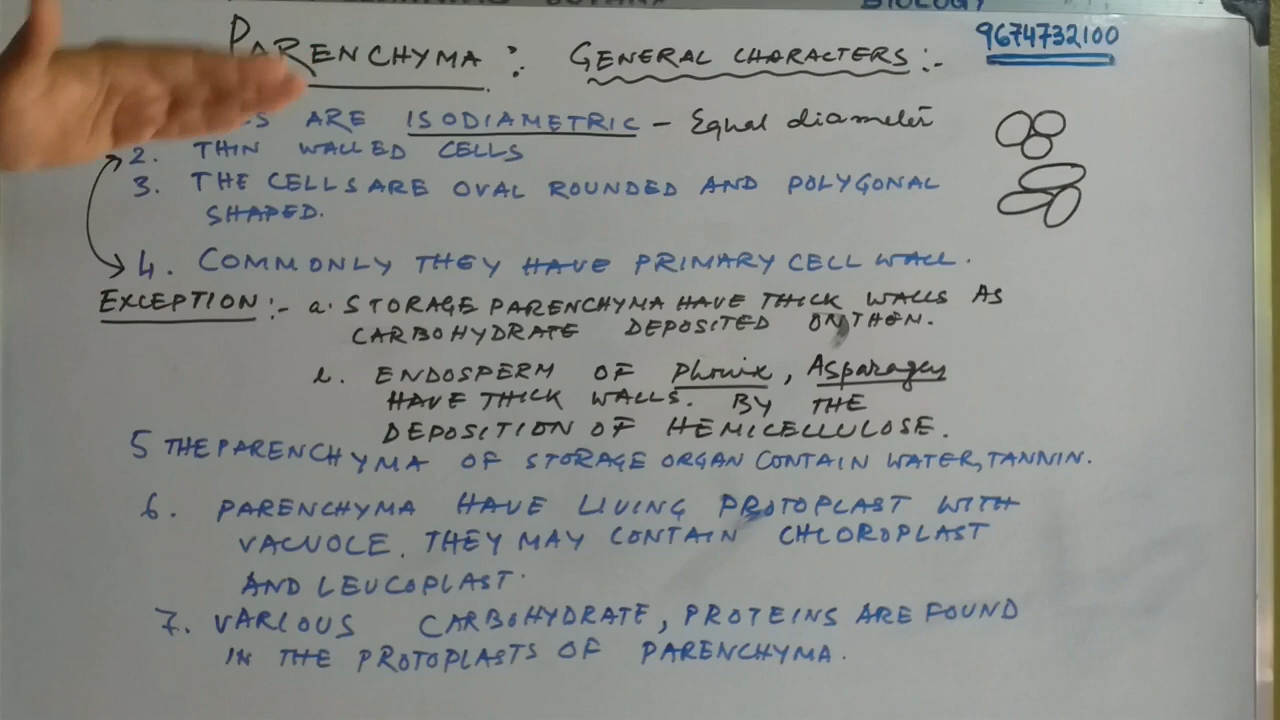 BIOLOGY
PARENCHYMA : GENERAL CHARACTERS :-
9674732100
ARE ISODIAMETRIC - Equal diameter
2. THIN WALLED CELLS
3. THE CELLS ARE OVAL ROUNDED AND POLYGONAL
SHAPED.
4. COMMONLY THEY HAVE PRIMARY CELL WALL.
EXCEPTION :- a. STORAGE PARENCHYMA HAVE THICK WALLS AS
CARBOHYDRATE DEPOSITED ON THEM.
ENDOSPERM OF Phonix, Asparagus
HAVE THICK WALLS. BY THE
DEPOSITION OF HEMICELLULOSE.
5 THE PARENCHYMA OF STORAGE ORGAN CONTAIN WATER, TANNIN.
6. PARENCHYMA HAVE LIVING PROTOPLAST WITH
VACUOLE. THEY MAY CONTAIN CHLOROPLAST
AND LEUCOPLAST.
7. VARIOUS CARBOHYDRATE, PROTEINS ARE FOUND
IN THE PROTOPLASTS OF PARENCHYMA.